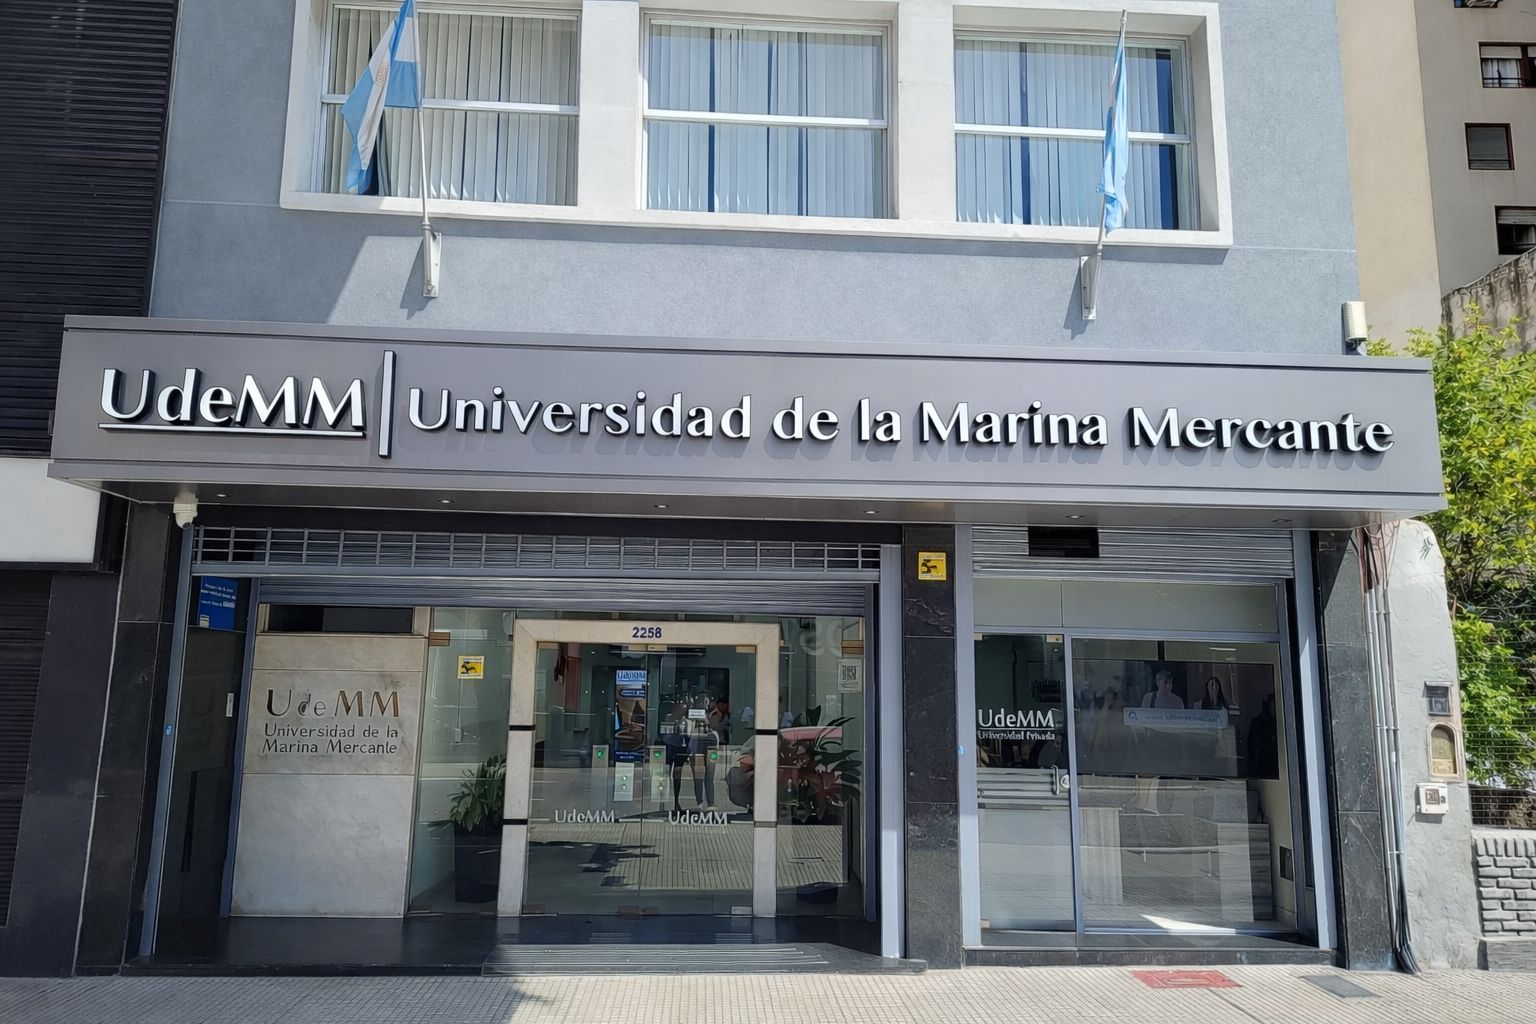 UdeMM | Universidad de la Marina Mercante
2258
UdeMM
Universidad de la
Marina Mercante
UdeMM
UdeMM
UdeMM
Universidad Privada